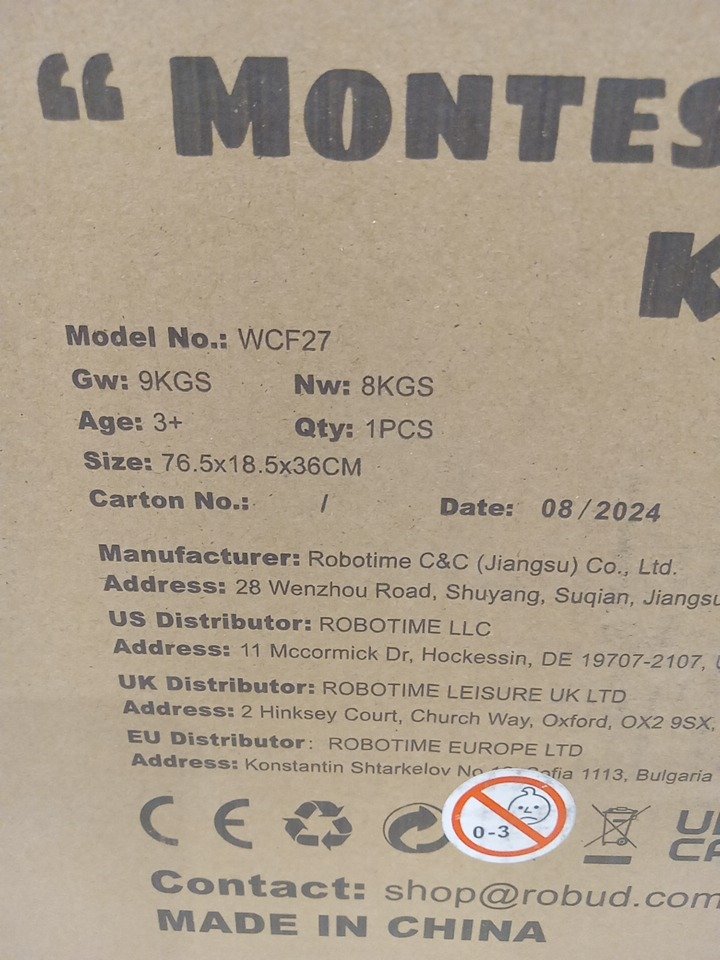 “ MONTES
K
Model No.: WCF27
Gw: 9KGS Nw: 8KGS
Age: 3+ Qty: 1PCS
Size: 76.5x18.5x36CM
Carton No.: / Date: 08/2024
Manufacturer: Robotime C&C (Jiangsu) Co., Ltd.
Address: 28 Wenzhou Road, Shuyang, Suqian, Jiangsu
US Distributor: ROBOTIME LLC
Address: 11 Mccormick Dr, Hockessin, DE 19707-2107,
UK Distributor: ROBOTIME LEISURE UK LTD
Address: 2 Hinksey Court, Church Way, Oxford, OX2 9SX,
EU Distributor: ROBOTIME EUROPE LTD
Address: Konstantin Shtarkelov No Sofia 1113, Bulgaria
CE 0-3 UK
CA
Contact: shop@robud.com
MADE IN CHINA